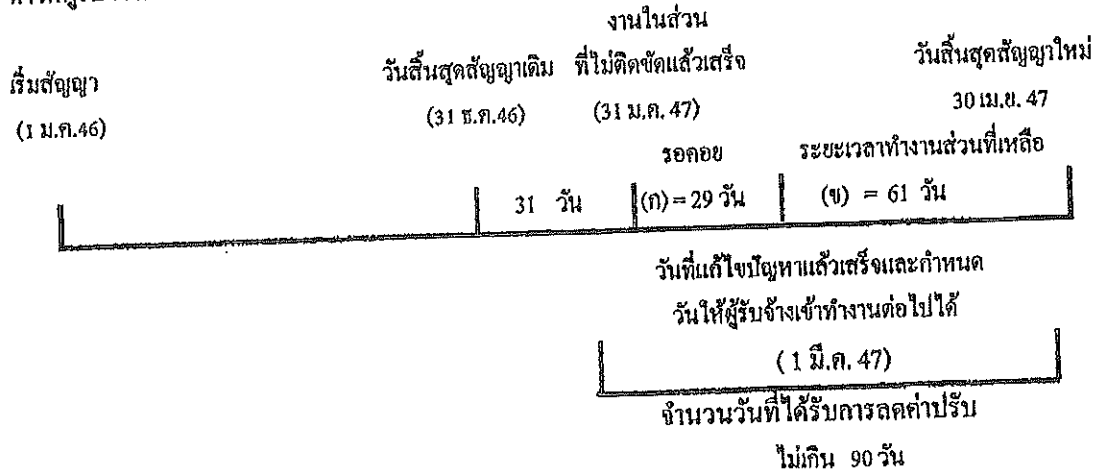 งานในส่วน
เริ่มสัญญา วันสิ้นสุดสัญญาเดิม ที่ไม่ติดขัดแล้วเสร็จ วันสิ้นสุดสัญญาใหม่
(1 ม.ค.46) (31 ธ.ค.46) (31 ม.ค. 47) 30 เม.ย. 47
รอคอย ระยะเวลาทำงานส่วนที่เหลือ
31 วัน (ก) = 29 วัน (ข) = 61 วัน
วันที่แก้ไขปัญหาแล้วเสร็จและกำหนด
วันให้ผู้รับจ้างเข้าทำงานต่อไปได้
( 1 มี.ค. 47)
จำนวนวันที่ได้รับการลดค่าปรับ
ไม่เกิน 90 วัน